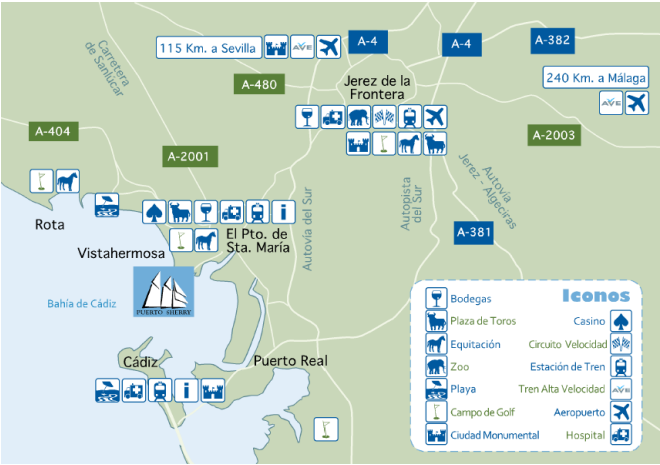 115 Km. a Sevilla
AVE
A-4
A-4
A-382
Carretera
de Sanlúcar
A-480
Jerez de la
Frontera
240 Km. a Málaga
AVE
A-404
A-2001
A-2003
Autovía
Jerez - Algeciras
Autopista
del Sur
Autovía del Sur
Rota
i
El Pto. de
Sta. María
A-381
Vistahermosa
Bahía de Cádiz
PUERTO SHERRY
Cádiz
Puerto Real
i
Iconos
Bodegas
Plaza de Toros
Casino
Equitación
Circuito Velocidad
Zoo
Estación de Tren
Playa
Tren Alta Velocidad
AVE
Campo de Golf
Aeropuerto
Ciudad Monumental
Hospital